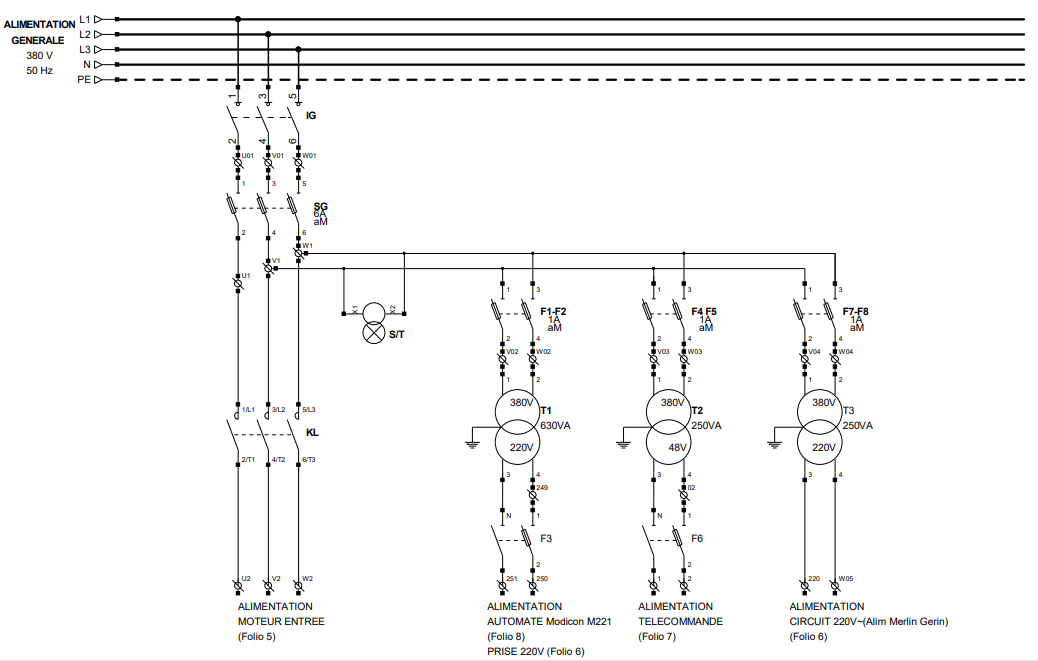 ALIMENTATION
GENERALE
380 V
50 Hz
L1
L2
L3
N
PE
1 3 5
IG
2 4 6
U01 V01 W01
1 3 5
SG
6A
aM
2 4 6
W1
V1
U1
X1 X2
S/T
1 3 1 3 1 3
F1-F2 F4 F5 F7-F8
1A 1A 1A
aM aM aM
2 4 2 4 2 4
V02 W02 V03 W03 V04 W04
1 2 1 2 1 2
380V 380V 380V
T1 T2 T3
630VA 250VA 250VA
220V 48V 220V
1/L1 3/L2 5/L3
KL
2/T1 4/T2 6/T3
3 4 3 4 3 4
249 02
N 1 N 1
F3 F6
2 2
U2 V2 W2 251 250 1 2 220 W05
ALIMENTATION
MOTEUR ENTREE
(Folio 5)
ALIMENTATION
AUTOMATE Modicon M221
(Folio 8)
PRISE 220V (Folio 6)
ALIMENTATION
TELECOMMANDE
(Folio 7)
ALIMENTATION
CIRCUIT 220V~(Alim Merlin Gerin)
(Folio 6)